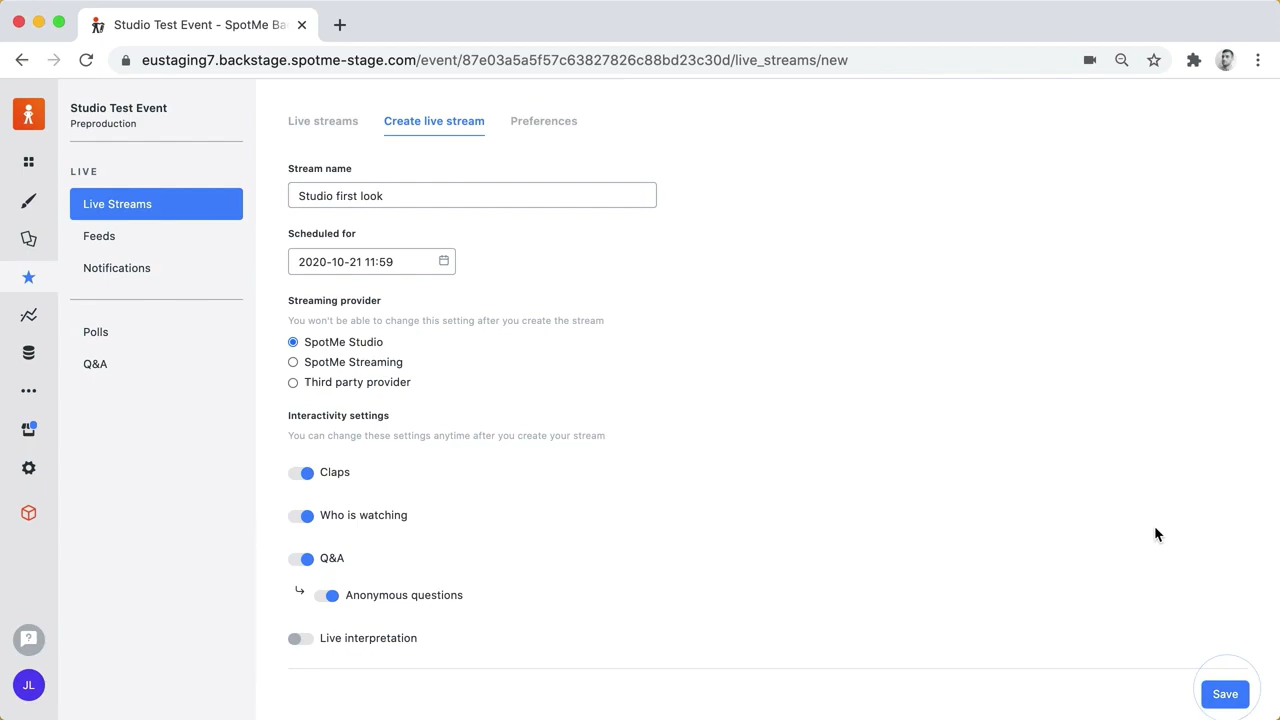 Studio Test Event - SpotMe Ba
eustaging7.backstage.spotme-stage.com/event/87e03a5a5f57c63827826c88bd23c30d/live_streams/new
Studio Test Event
Preproduction
LIVE
Live Streams
Feeds
Notifications
Polls
Q&A
JL
Live streams
Create live stream
Preferences
Stream name
Studio first look
Scheduled for
2020-10-21 11:59
Streaming provider
You won't be able to change this setting after you create the stream
SpotMe Studio
SpotMe Streaming
Third party provider
Interactivity settings
You can change these settings anytime after you create your stream
Claps
Who is watching
Q&A
Anonymous questions
Live interpretation
Save